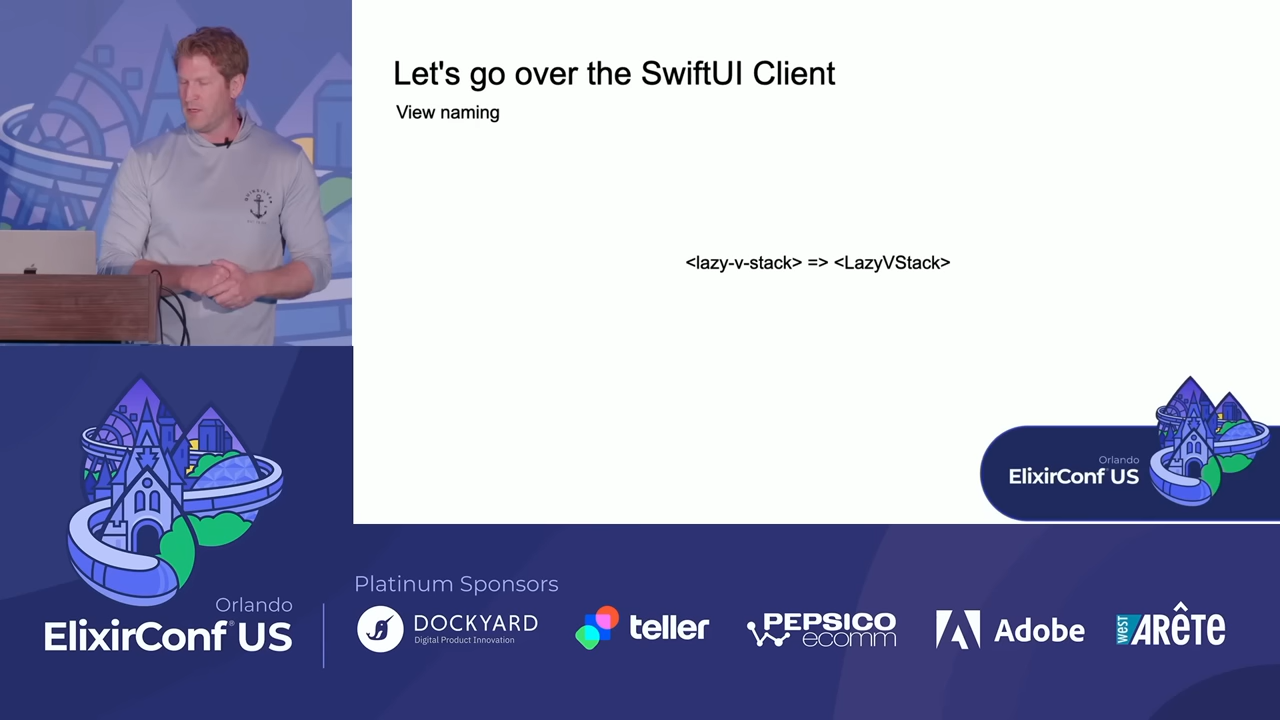 Let's go over the SwiftUI Client
View naming
<lazy-v-stack> => <LazyVStack>
QUIKSILVER
Orlando
ElixirConf US
Orlando
ElixirConf® US
Platinum Sponsors
DOCKYARD
Digital Product Innovation
teller
PEPSICO
ecomm
Adobe
west ARÊTE